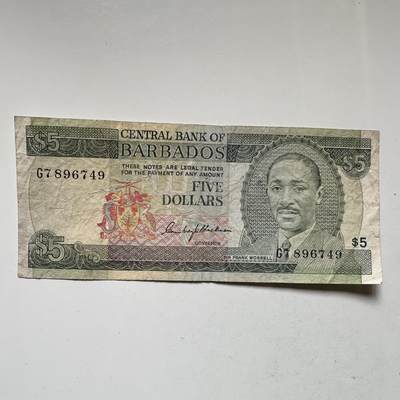 $5
CENTRAL BANK OF
BARBADOS
$5
THESE NOTES ARE LEGAL TENDER
FOR THE PAYMENT OF ANY AMOUNT
G7 896749
FIVE
DOLLARS
$5
GOVERNOR
$5
G7 896749
SIR FRANK WORRELL